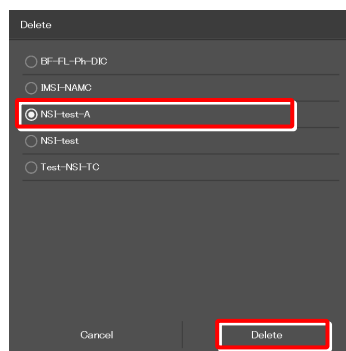 Delete
BF-FL-Ph-DIC
IMSI-NAMC
NSI-test-A
NSI-test
Test-NSI-TC
Cancel
Delete